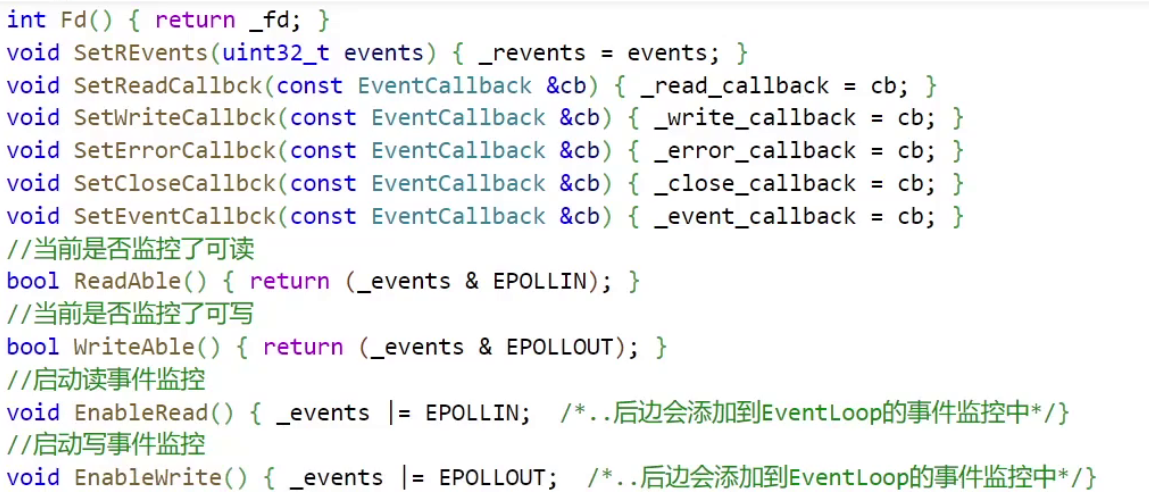 int Fd() { return _fd; }
void SetREvents(uint32_t events) { _revents = events; }
void SetReadCallbck(const EventCallback &cb) { _read_callback = cb; }
void SetWriteCallbck(const EventCallback &cb) { _write_callback = cb; }
void SetErrorCallbck(const EventCallback &cb) { _error_callback = cb; }
void SetCloseCallbck(const EventCallback &cb) { _close_callback = cb; }
void SetEventCallbck(const EventCallback &cb) { _event_callback = cb; }
//当前是否监控了可读
bool ReadAble() { return (_events & EPOLLIN); }
//当前是否监控了可写
bool WriteAble() { return (_events & EPOLLOUT); }
//启动读事件监控
void EnableRead() { _events |= EPOLLIN;  /*..后边会添加到EventLoop的事件监控中*/}
//启动写事件监控
void EnableWrite() { _events |= EPOLLOUT;  /*..后边会添加到EventLoop的事件监控中*/}